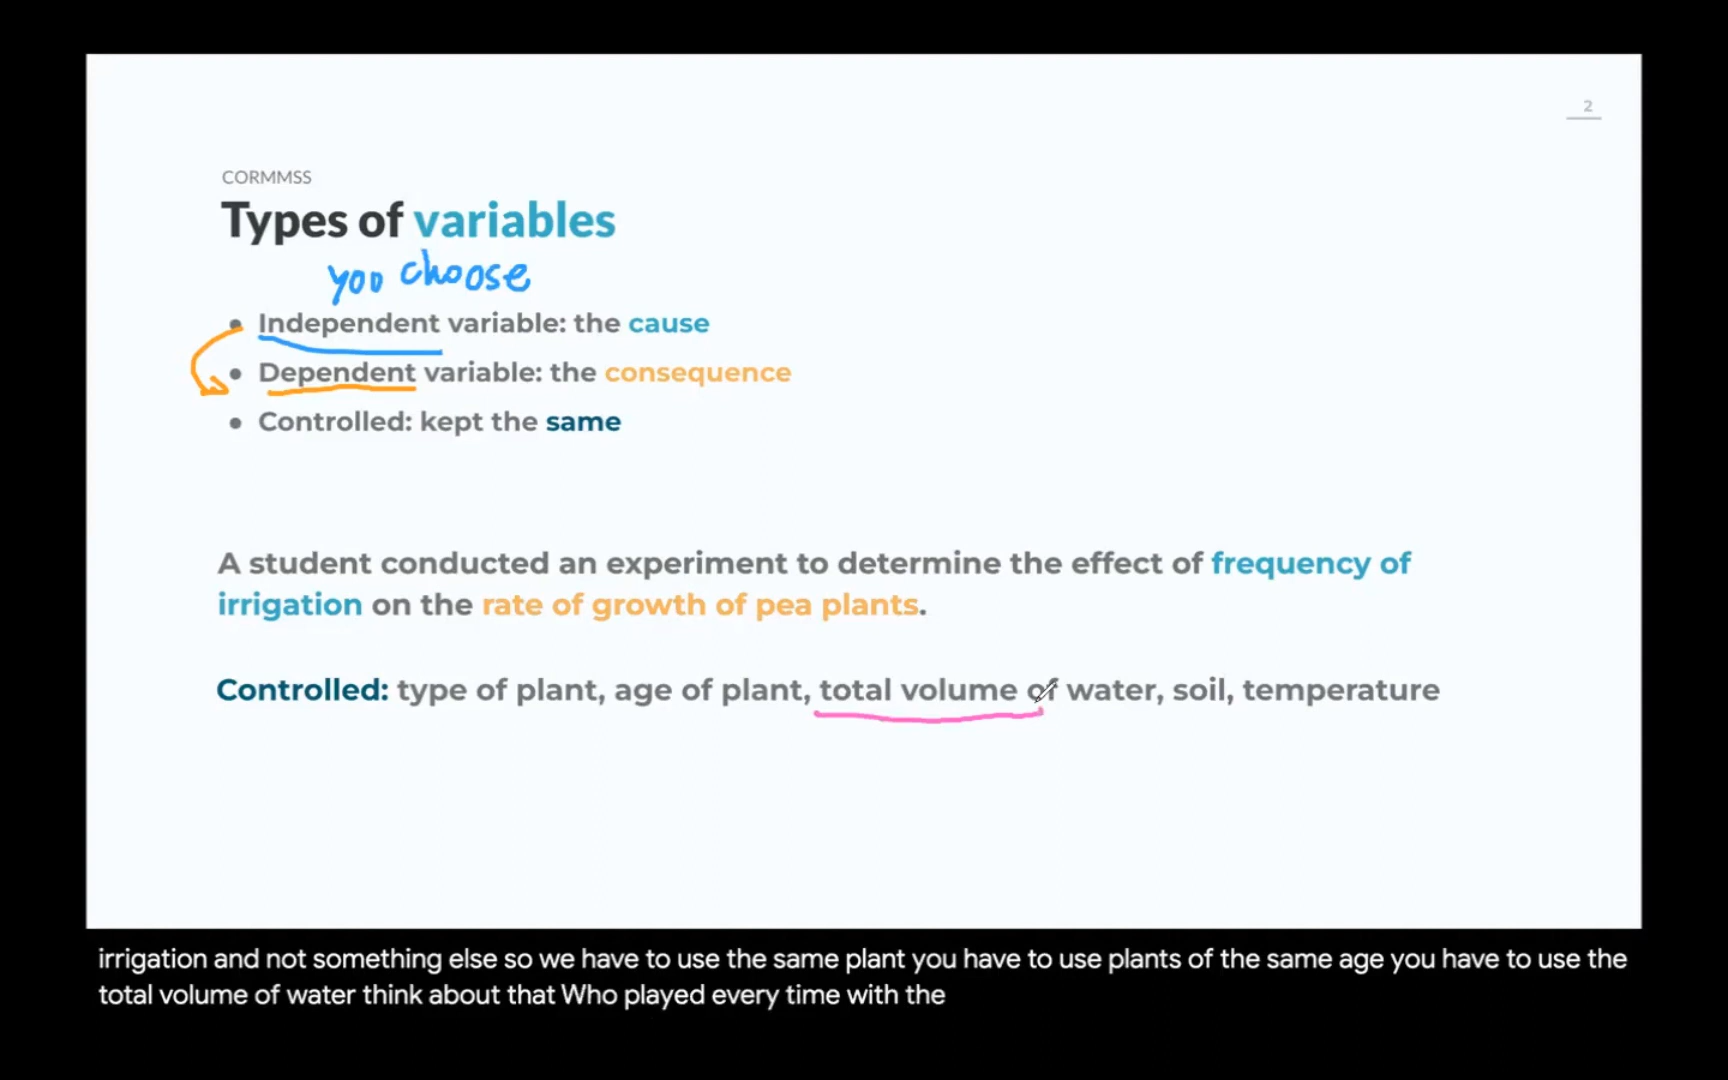 2
CORMMSS
Types of variables
you choose
• Independent variable: the cause
• Dependent variable: the consequence
• Controlled: kept the same
A student conducted an experiment to determine the effect of frequency of
irrigation on the rate of growth of pea plants.
Controlled: type of plant, age of plant, total volume of water, soil, temperature
irrigation and not something else so we have to use the same plant you have to use plants of the same age you have to use the
total volume of water think about that Who played every time with the